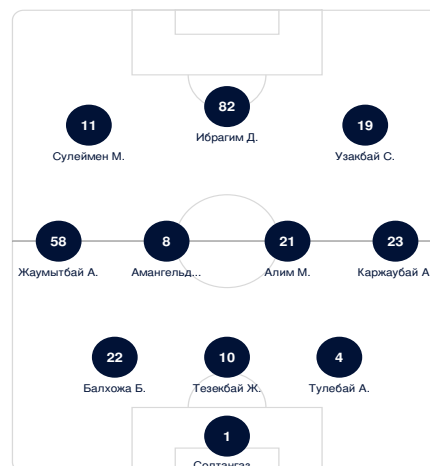 82
Ибрагим Д.
11
Сулеймен М.
19
Узакбай С.
58
Жаумытбай А.
8
Амангельд...
21
Алим М.
23
Каржаубай А
22
Балхожа Б.
10
Тезекбай Ж.
4
Тулебай А.
1